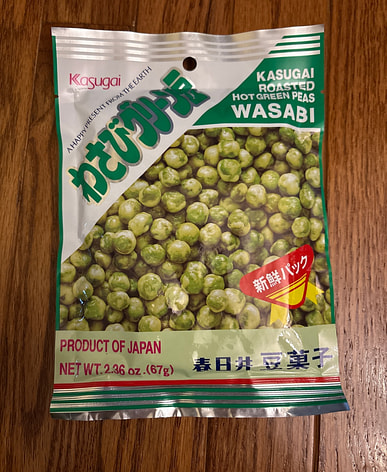 Kasugai
A HAPPY PRESENT FROM THE EARTH
わさびグリーン豆
KASUGAI
ROASTED
HOT GREEN PEAS
WASABI
新鮮パック
PRODUCT OF JAPAN
NET WT. 2.36 oz. (67g)
春日井 豆菓子